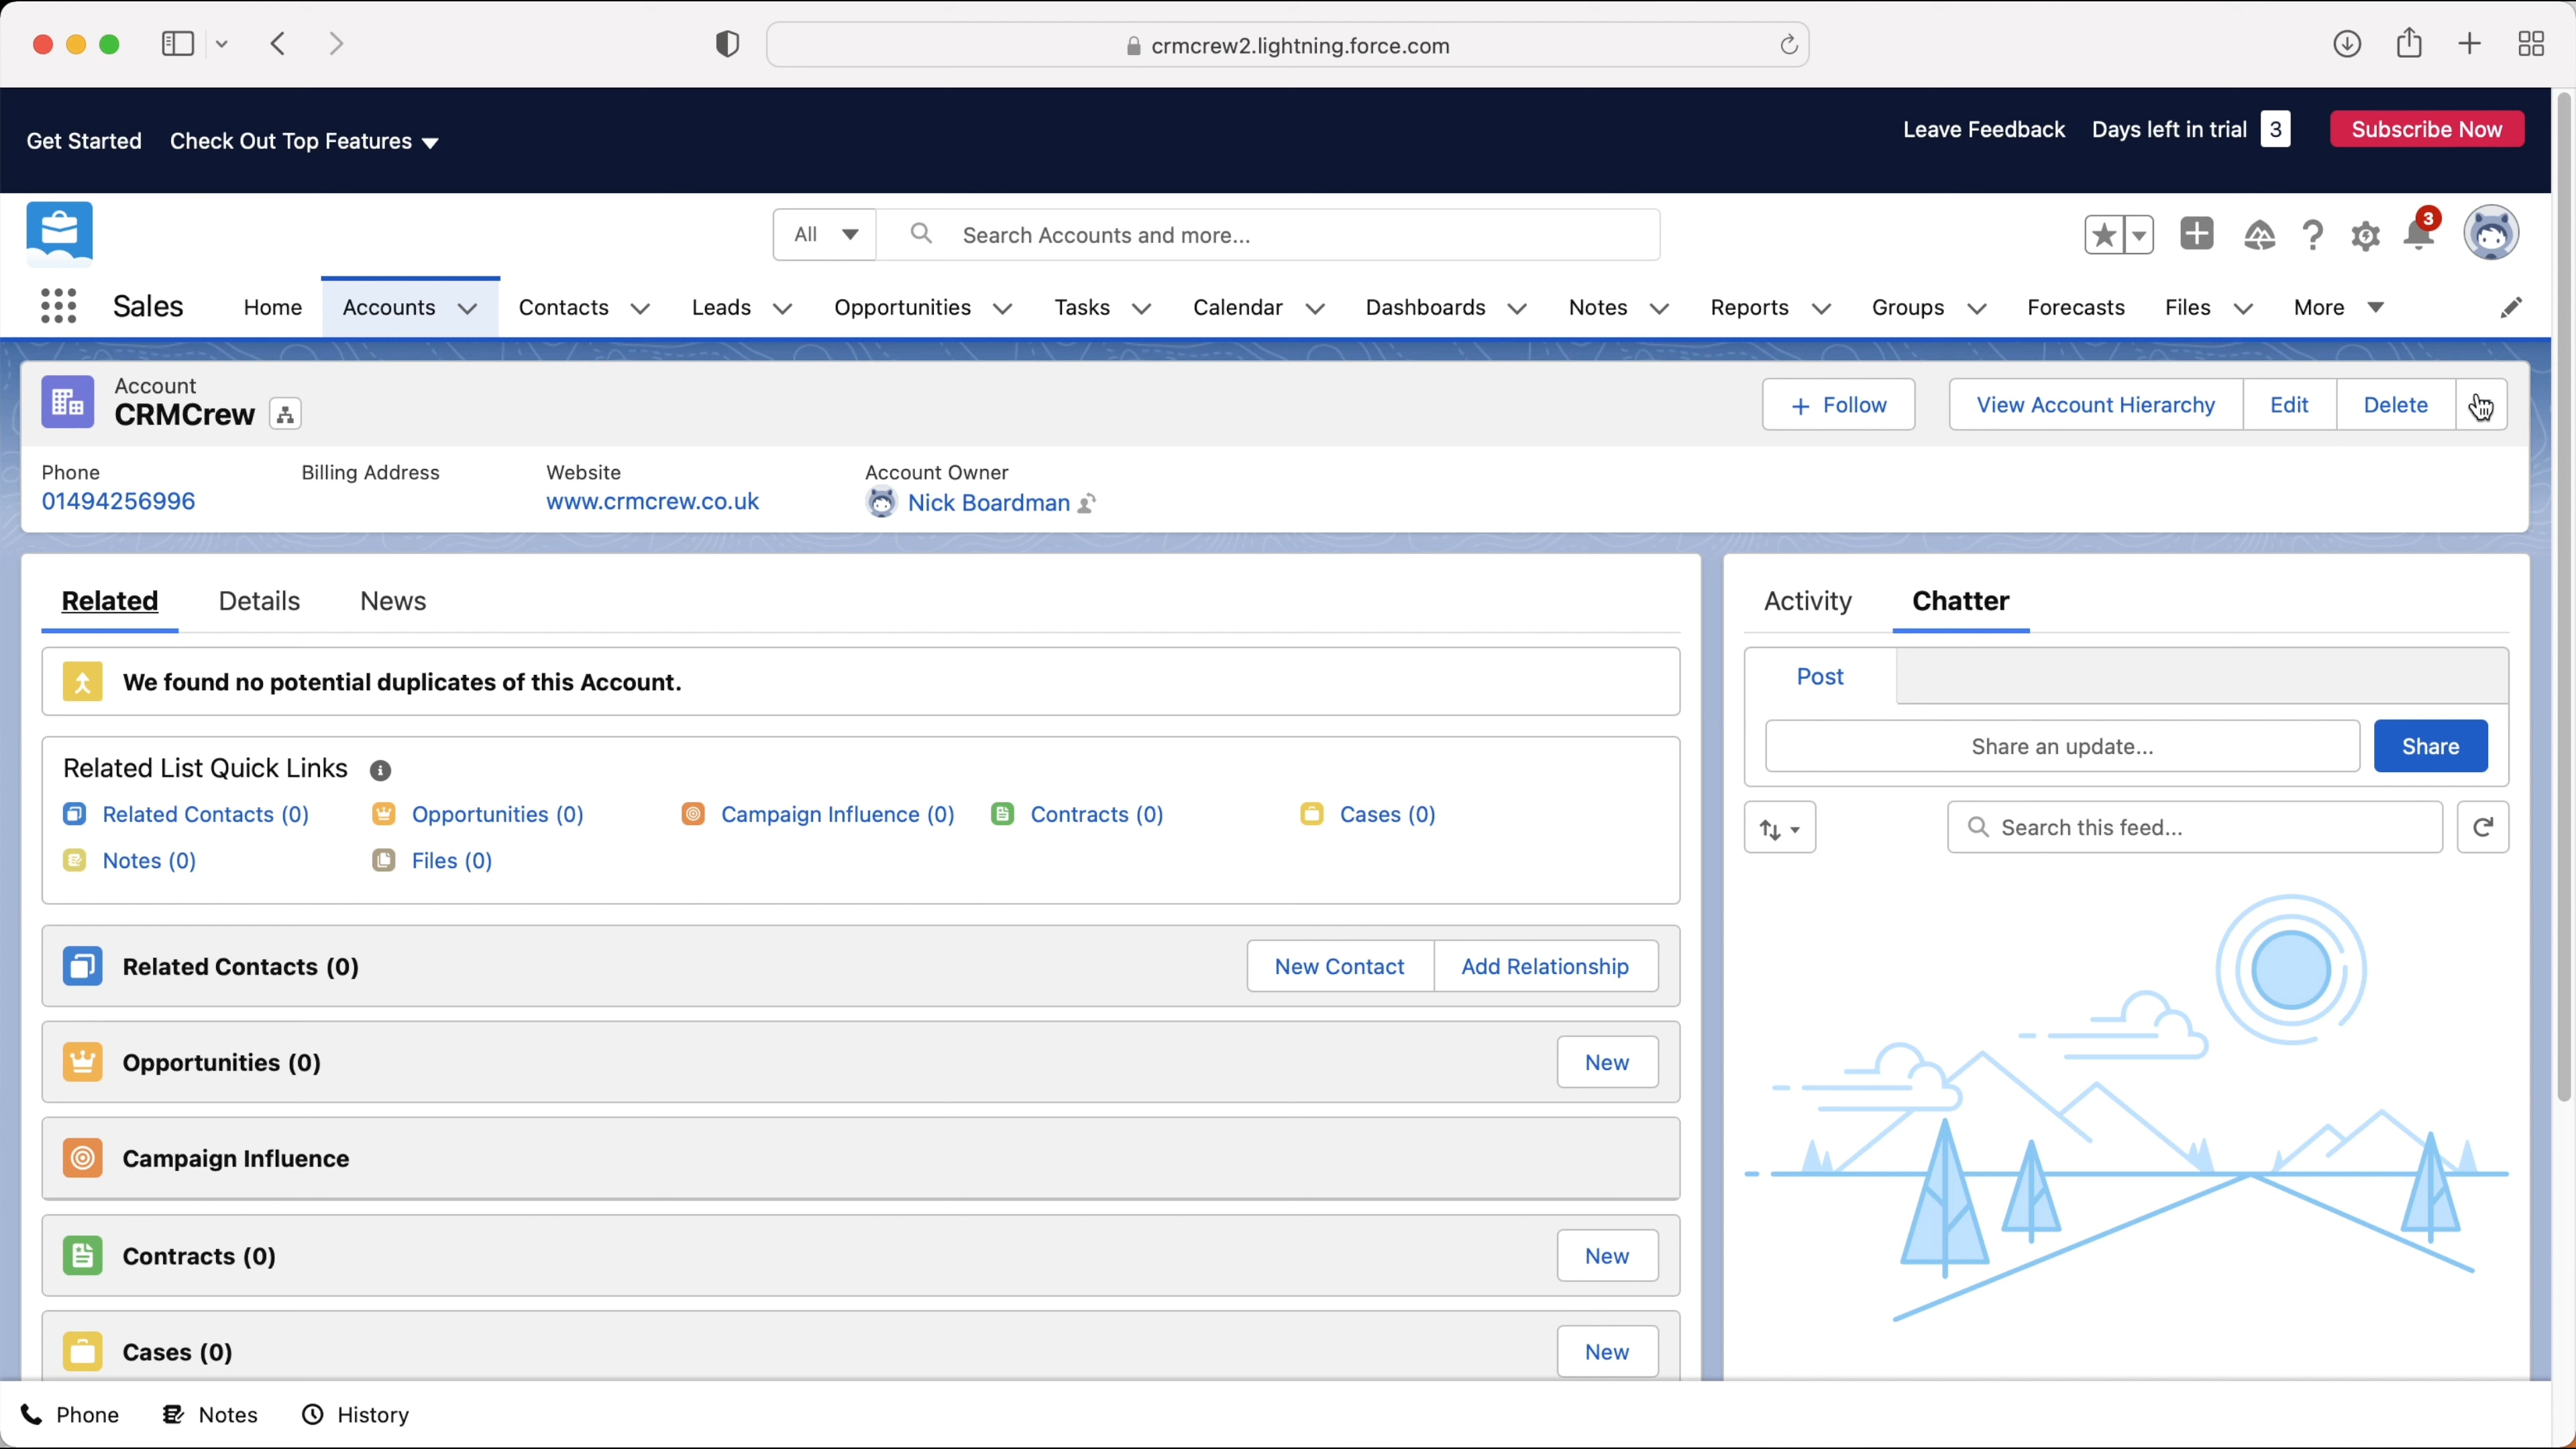 crmcrew2.lightning.force.com
Get Started Check Out Top Features
Leave Feedback Days left in trial 3 Subscribe Now
All Search Accounts and more...
3
Sales Home Accounts Contacts Leads Opportunities Tasks Calendar Dashboards Notes Reports Groups Forecasts Files More
Account
CRMCrew
+ Follow View Account Hierarchy Edit Delete
Phone Billing Address Website Account Owner
01494256996 www.crmcrew.co.uk Nick Boardman
Related Details News
Activity Chatter
We found no potential duplicates of this Account.
Post
Share an update... Share
Related List Quick Links
Related Contacts (0) Opportunities (0) Campaign Influence (0) Contracts (0) Cases (0)
Notes (0) Files (0)
Search this feed...
Related Contacts (0) New Contact Add Relationship
Opportunities (0) New
Campaign Influence
Contracts (0) New
Cases (0) New
Phone Notes History